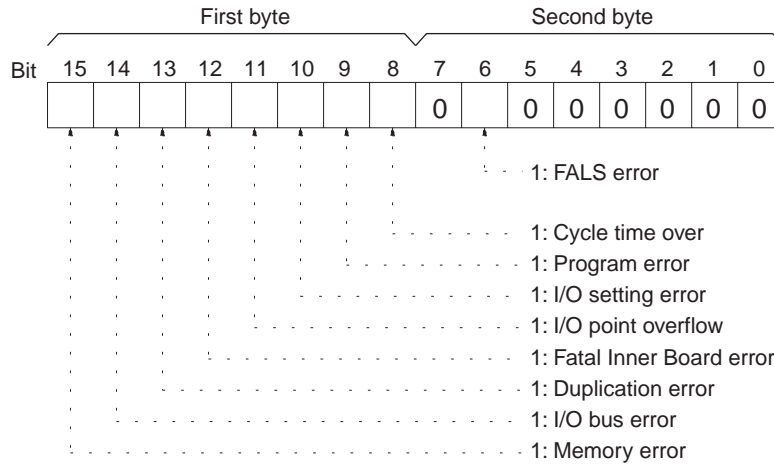 First byte Second byte
Bit 15 14 13 12 11 10 9 8 7 6 5 4 3 2 1 0
0 0 0 0 0 0 0
1: FALS error
1: Cycle time over
1: Program error
1: I/O setting error
1: I/O point overflow
1: Fatal Inner Board error
1: Duplication error
1: I/O bus error
1: Memory error